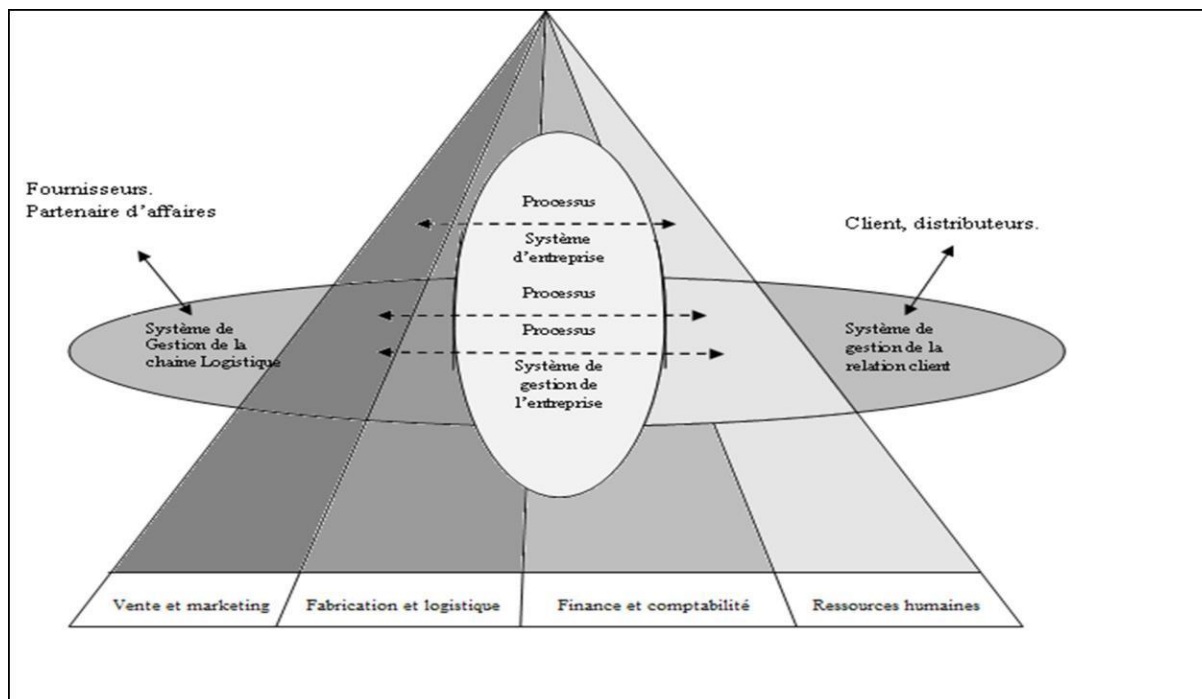 Fournisseurs.
Partenaire d'affaires
Client, distributeurs.
Processus
Système
d'entreprise
Processus
Processus
Système de
gestion de
l'entreprise
Système de
Gestion de la
chaine Logistique
Système de
gestion de la
relation client
Vente et marketing
Fabrication et logistique
Finance et comptabilité
Ressources humaines